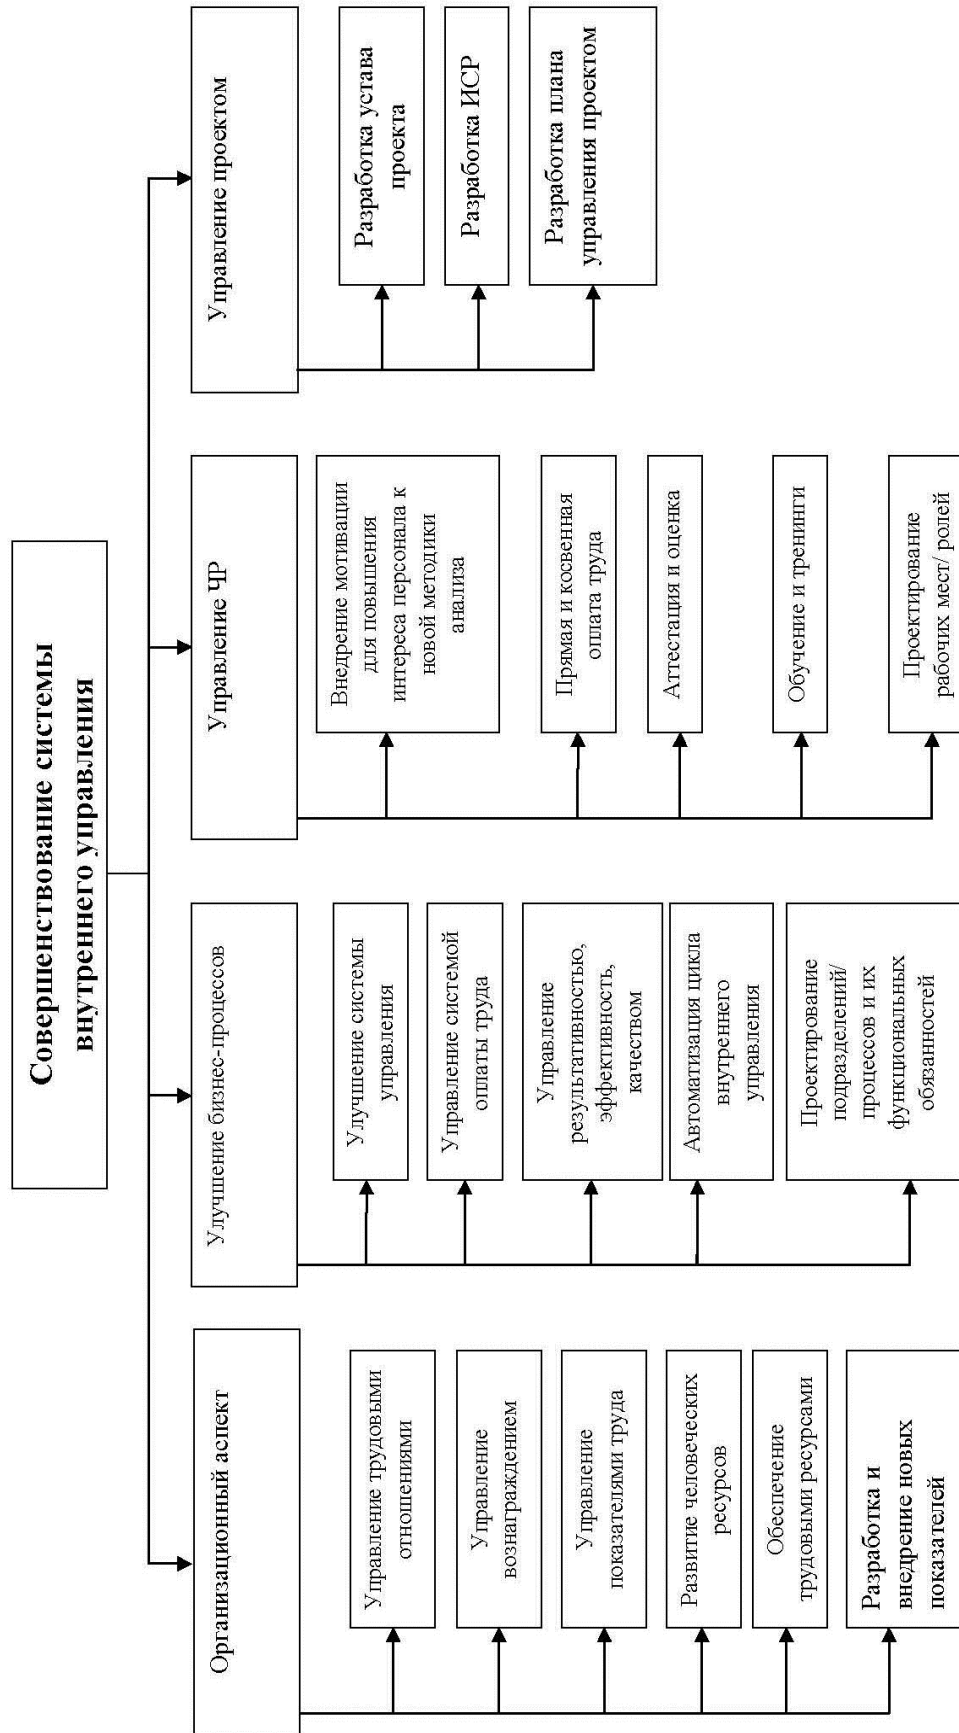 Совершенствование системы
внутреннего управления
Организационный аспект
Управление трудовыми
отношениями
Управление
вознаграждением
Управление
показателями труда
Развитие человеческих
ресурсов
Обеспечение
трудовыми ресурсами
Разработка и
внедрение новых
показателей
Улучшение бизнес-процессов
Улучшение системы
управления
Управление системой
оплаты труда
Управление
результативностью,
эффективность,
качеством
Автоматизация цикла
внутреннего
управления
Проектирование
подразделений/
процессов и их
функциональных
обязанностей
Управление ЧР
Внедрение мотивации
для повышения
интереса персонала к
новой методики
анализа
Прямая и косвенная
оплата труда
Аттестация и оценка
Обучение и тренинги
Проектирование
рабочих мест/ ролей
Управление проектом
Разработка устава
проекта
Разработка ИСР
Разработка плана
управления проектом